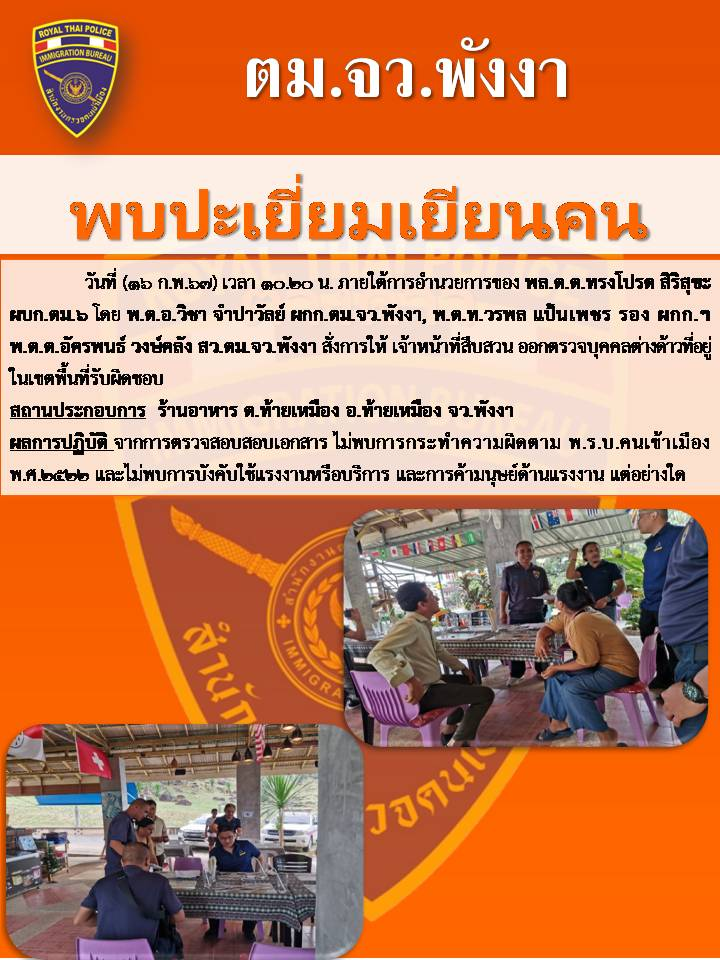 ROYAL THAI POLICE
IMMIGRATION BUREAU
สำนักงานตรวจคนเข้าเมือง
ตม.จว.พังงา
พบปะเยี่ยมเยียนคน
วันที่ (๑๖ ก.พ.๖๗) เวลา ๑๐.๒๐ น. ภายใต้การอำนวยการของ พล.ต.ต.ทรงโปรด สิริสุขะ
ผบก.ตม.๖ โดย พ.ต.อ.วิชา จำปาวัลย์ ผกก.ตม.จว.พังงา, พ.ต.ท.วรพล แป้นเพชร รอง ผกก.ฯ
พ.ต.ต.อัครพนธ์ วงษ์คลัง สว.ตม.จว.พังงา สั่งการให้ เจ้าหน้าที่สืบสวน ออกตรวจบุคคลต่างด้าวที่อยู่
ในเขตพื้นที่รับผิดชอบ
สถานประกอบการ ร้านอาหาร ต.ท้ายเหมือง อ.ท้ายเหมือง จว.พังงา
ผลการปฏิบัติ จากการตรวจสอบสอบเอกสาร ไม่พบการกระทำความผิดตาม พ.ร.บ.คนเข้าเมือง
พ.ศ.๒๕๒๒ และไม่พบการบังคับใช้แรงงานหรือบริการ และการค้ามนุษย์ด้านแรงงาน แต่อย่างใด